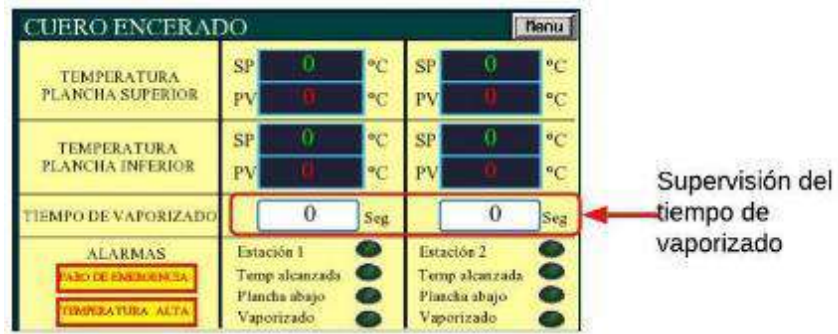 CUERO ENCERADO Menu
TEMPERATURA
PLANCHA SUPERIOR
SP 0 °C SP 0 °C
PV 0 °C PV 0 °C
TEMPERATURA
PLANCHA INFERIOR
SP 0 °C SP 0 °C
PV 0 °C PV 0 °C
TIEMPO DE VAPORIZADO 0 Seg 0 Seg
Supervisión del
tiempo de
vaporizado
ALARMAS
PARO DE EMERGENCIA
TEMPERATURA ALTA
Estación 1
Temp alcanzada
Plancha abajo
Vaporizado
Estación 2
Temp alcanzada
Plancha abajo
Vaporizado